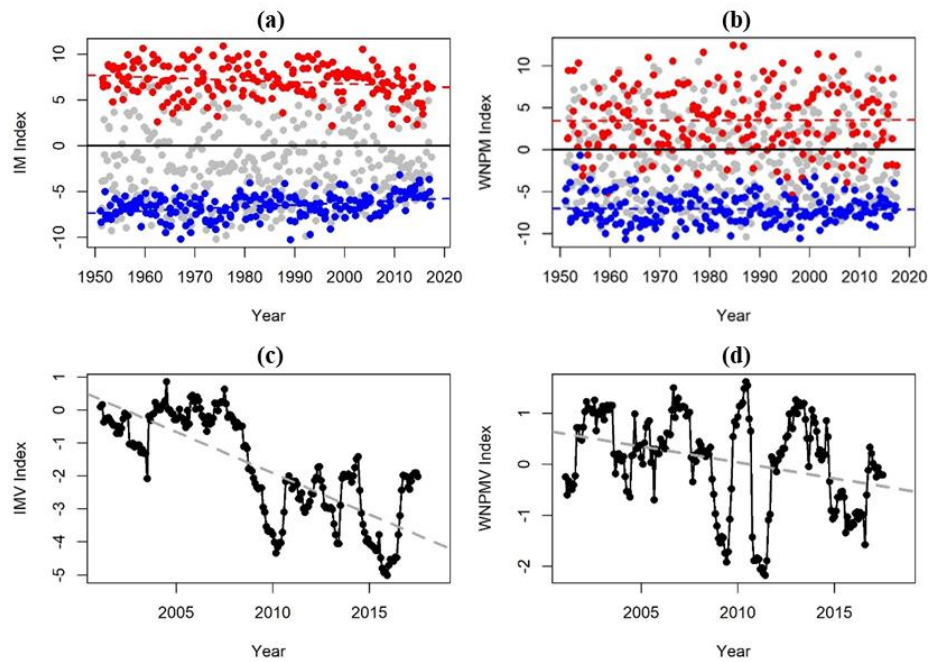 (a)
IM Index
10
5
0
-5
-10
1950 1960 1970 1980 1990 2000 2010 2020
Year
(b)
WNPM Index
10
5
0
-5
-10
1950 1960 1970 1980 1990 2000 2010 2020
Year
(c)
IMV Index
1
0
-1
-2
-3
-4
-5
2005 2010 2015
Year
(d)
WNPMV Index
1
0
-1
-2
2005 2010 2015
Year